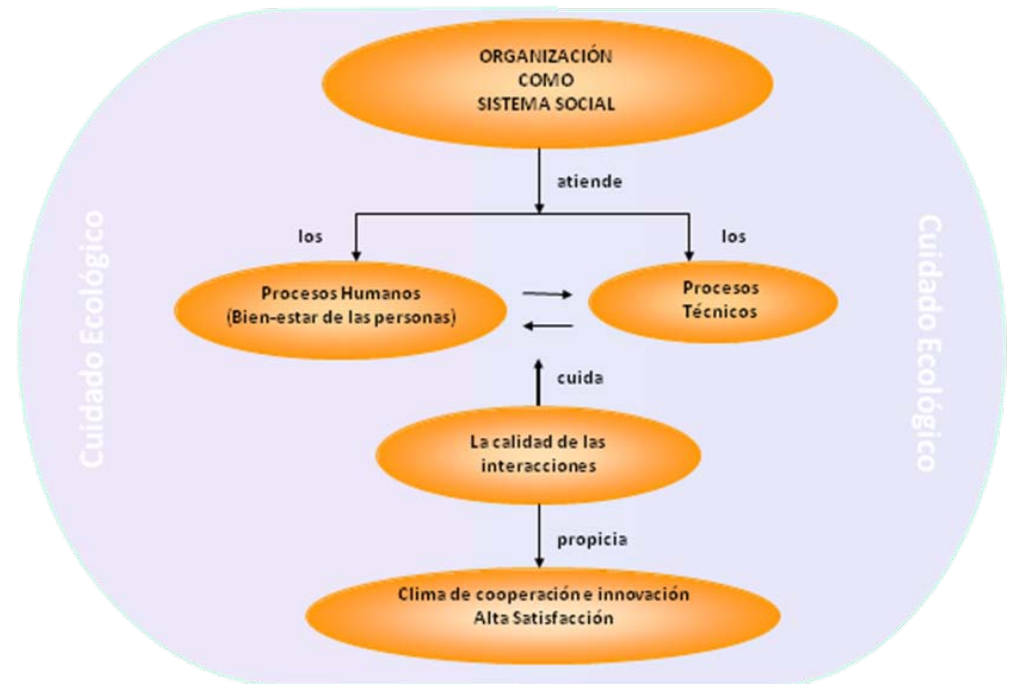 ORGANIZACIÓN
COMO
SISTEMA SOCIAL
atiende
los
los
Procesos Humanos
(Bien-estar de las personas)
Procesos
Técnicos
cuida
La calidad de las
interacciones
propicia
Clima de cooperación e innovación
Alta Satisfacción
Cuidado Ecológico
Cuidado Ecológico